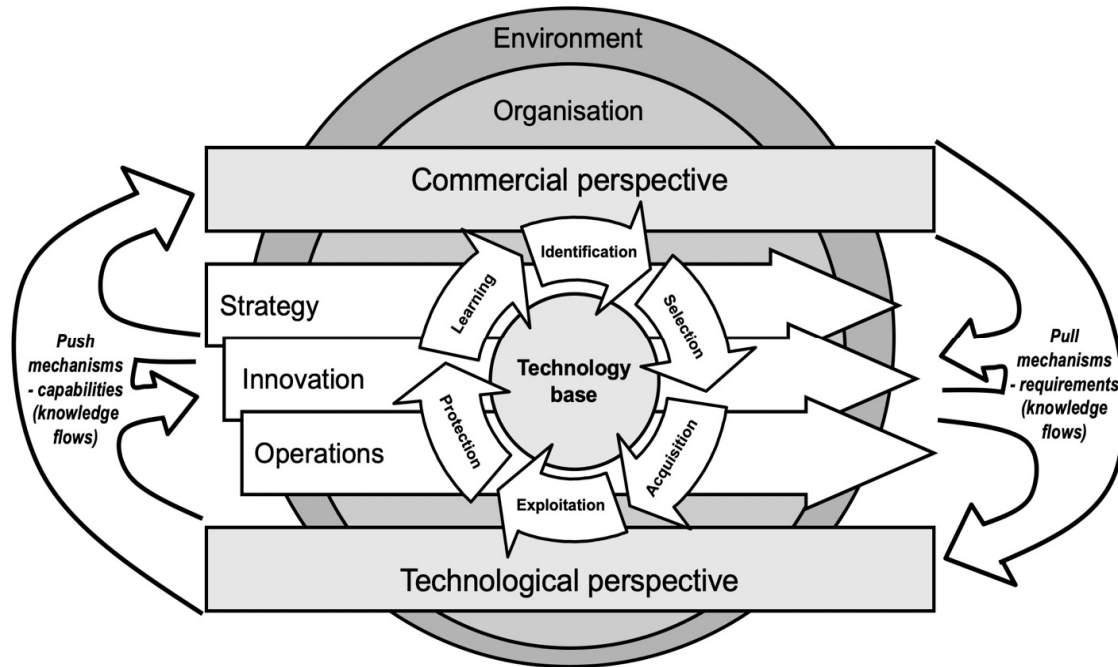 Environment
Organisation
Commercial perspective
Identification
Learning
Selection
Strategy
Push
mechanisms
- capabilities
(knowledge
flows)
Technology
base
Pull
mechanisms
- requirements
(knowledge
flows)
Innovation
Protection
Acquisition
Operations
Exploitation
Technological perspective